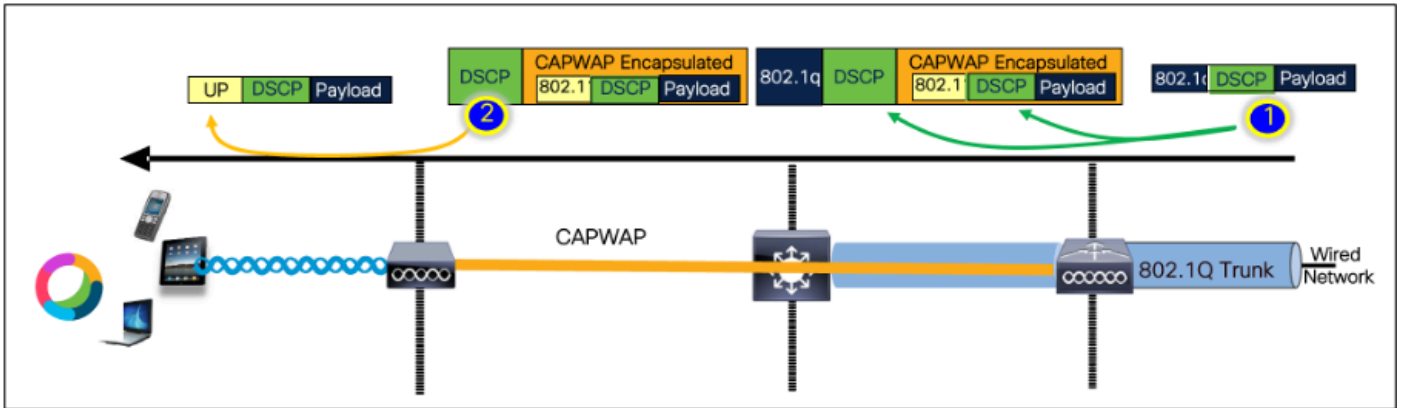 UP DSCP Payload
DSCP
CAPWAP Encapsulated
802.1 DSCP Payload
2
802.1q DSCP
CAPWAP Encapsulated
802.1 DSCP Payload
802.1q DSCP Payload
1
CAPWAP
802.1Q Trunk
Wired
Network